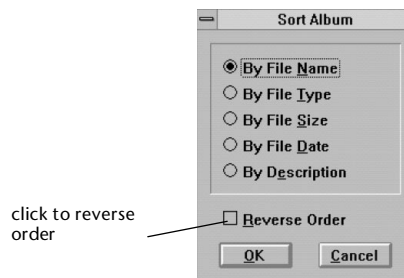 Sort Album
By File Name
By File Type
By File Size
By File Date
By Description
click to reverse
order
Reverse Order
OK
Cancel